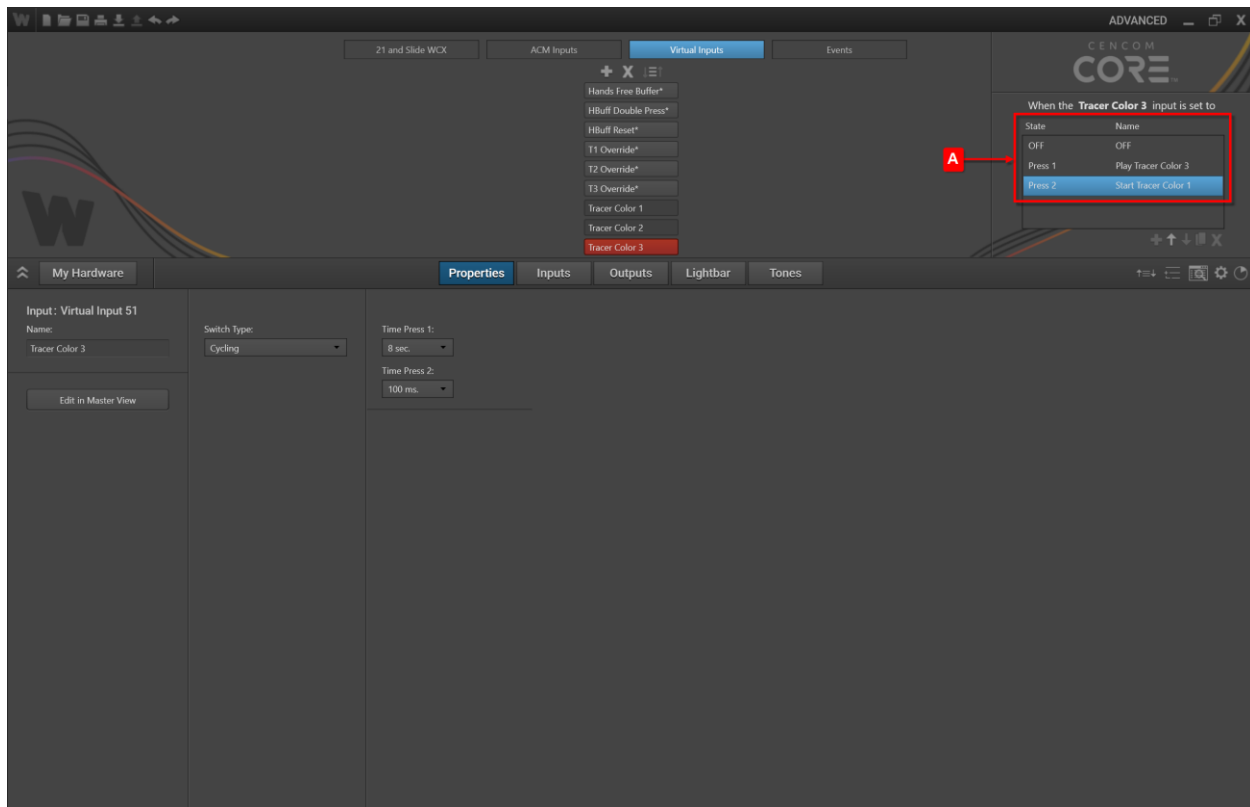 W
ADVANCED
X
21 and Slide WCX
ACM Inputs
Virtual Inputs
Events
X
Hands Free Buffer*
HBuff Double Press*
HBuff Reset*
T1 Override*
T2 Override*
T3 Override*
Tracer Color 1
Tracer Color 2
Tracer Color 3
W
CENCOM
CORE
When the Tracer Color 3 input is set to
A
State Name
OFF OFF
Press 1 Play Tracer Color 3
Press 2 Start Tracer Color 1
X
My Hardware
Properties
Inputs
Outputs
Lightbar
Tones
Input: Virtual Input 51
Name:
Tracer Color 3
Edit in Master View
Switch Type:
Cycling
Time Press 1:
8 sec.
Time Press 2:
100 ms.